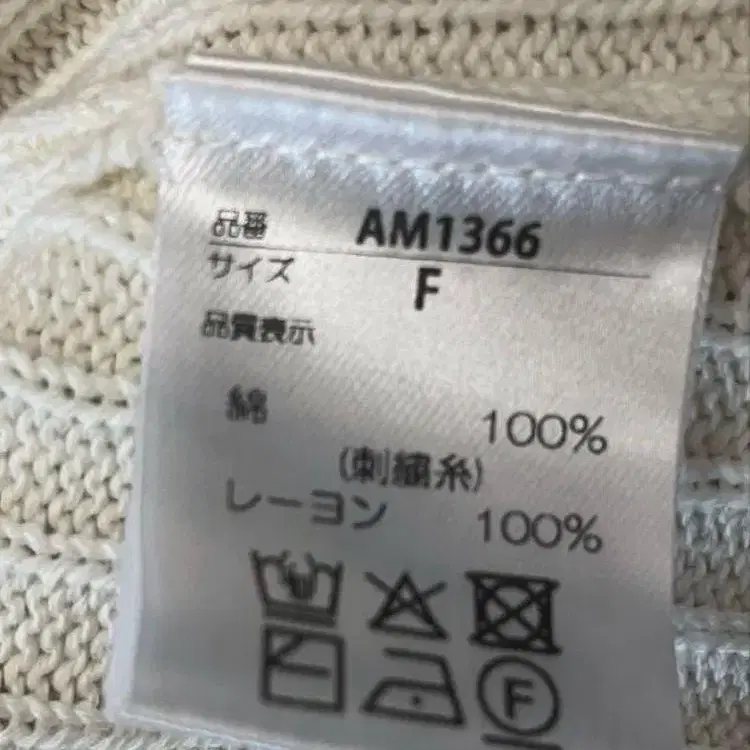 品番 AM1366
サイズ F
品質表示
綿 100%
(刺繍糸)
レーヨン 100%
F